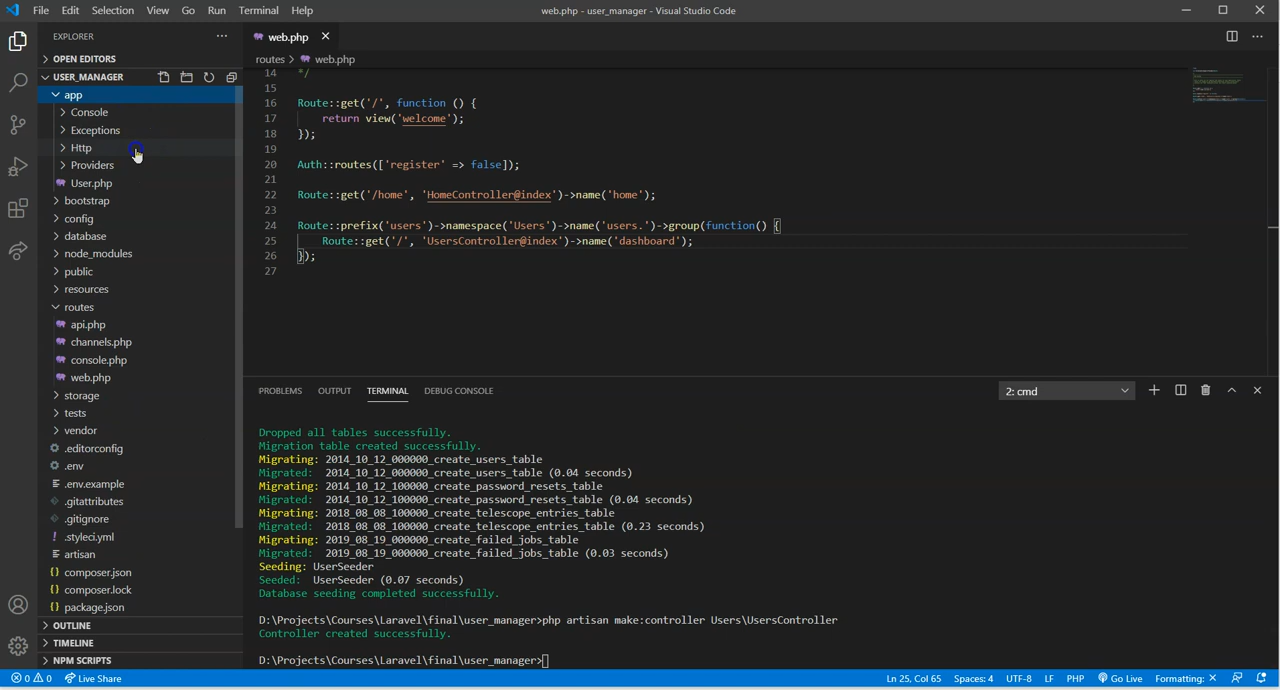 File Edit Selection View Go Run Terminal Help
web.php - user_manager - Visual Studio Code
EXPLORER
OPEN EDITORS
USER_MANAGER
app
Console
Exceptions
Http
Providers
User.php
bootstrap
config
database
node_modules
public
resources
routes
api.php
channels.php
console.php
web.php
storage
tests
vendor
.editorconfig
.env
.env.example
.gitattributes
.gitignore
.styleci.yml
artisan
composer.json
composer.lock
package.json
OUTLINE
TIMELINE
NPM SCRIPTS
web.php
routes > web.php
14 */
15
16 Route::get('/', function () {
17 return view('welcome');
18 });
19
20 Auth::routes(['register' => false]);
21
22 Route::get('/home', 'HomeController@index')->name('home');
23
24 Route::prefix('users')->namespace('Users')->name('users.')->group(function() {
25 Route::get('/', 'UsersController@index')->name('dashboard');
26 });
27
PROBLEMS OUTPUT TERMINAL DEBUG CONSOLE
2: cmd
Dropped all tables successfully.
Migration table created successfully.
Migrating: 2014_10_12_000000_create_users_table
Migrated: 2014_10_12_000000_create_users_table (0.04 seconds)
Migrating: 2014_10_12_100000_create_password_resets_table
Migrated: 2014_10_12_100000_create_password_resets_table (0.04 seconds)
Migrating: 2018_08_08_100000_create_telescope_entries_table
Migrated: 2018_08_08_100000_create_telescope_entries_table (0.23 seconds)
Migrating: 2019_08_19_000000_create_failed_jobs_table
Migrated: 2019_08_19_000000_create_failed_jobs_table (0.03 seconds)
Seeding: UserSeeder
Seeded: UserSeeder (0.07 seconds)
Database seeding completed successfully.
D:\Projects\Courses\Laravel\final\user_manager>php artisan make:controller Users\UsersController
Controller created successfully.
D:\Projects\Courses\Laravel\final\user_manager>
0 0 Live Share
Ln 25, Col 65 Spaces: 4 UTF-8 LF PHP Go Live Formatting: ×